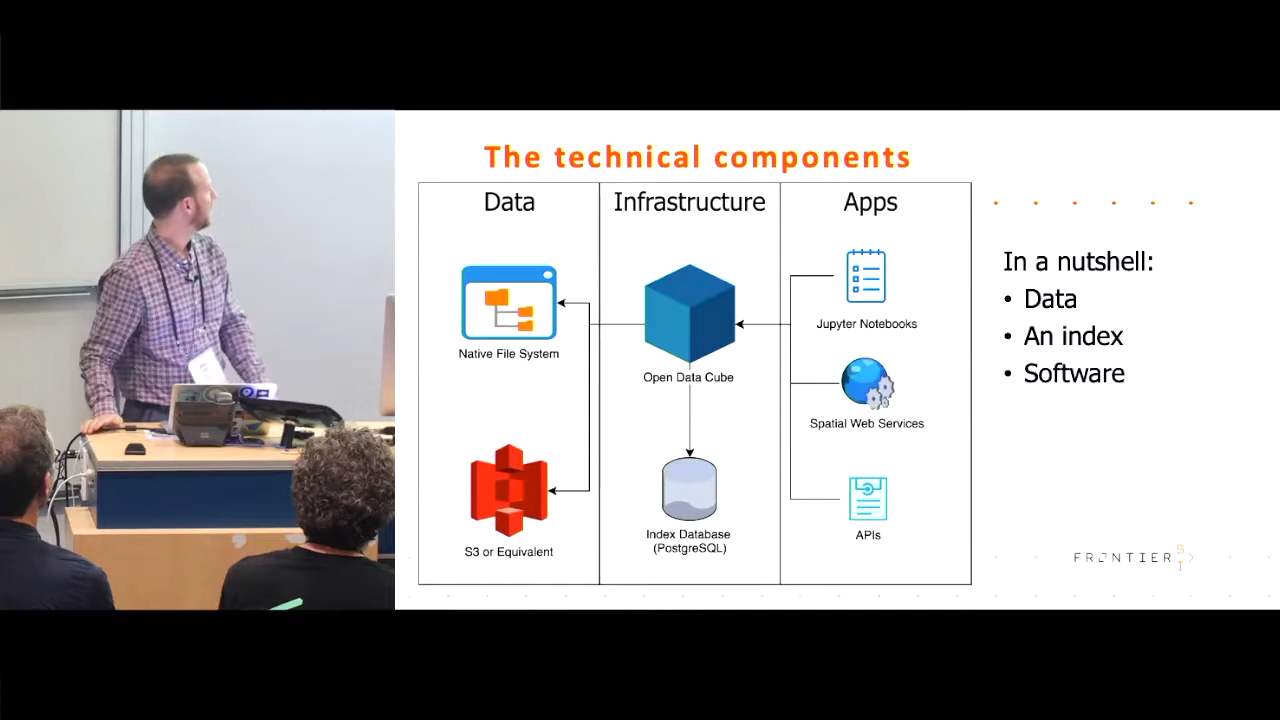 The technical components
Data
Infrastructure
Apps
Native File System
Open Data Cube
Jupyter Notebooks
Spatial Web Services
S3 or Equivalent
Index Database
(PostgreSQL)
APIs
In a nutshell:
• Data
• An index
• Software
FRONTIER SI